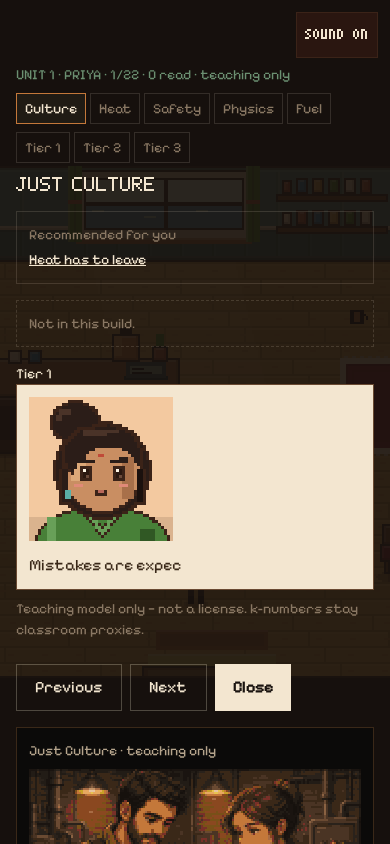 SOUND ON
UNIT 1 · PRIYA · 1/22 · 0 read · teaching only
Culture Heat Safety Physics Fuel
Tier 1 Tier 2 Tier 3
JUST CULTURE
Recommended for you
Heat has to leave
Not in this build.
Tier 1
Mistakes are expec
Teaching model only – not a license. k-numbers stay
classroom proxies.
Previous Next Close
Just Culture · teaching only